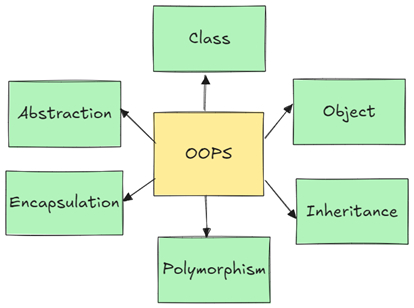 Class
Abstraction
Object
OOPS
Encapsulation
Inheritance
Polymorphism